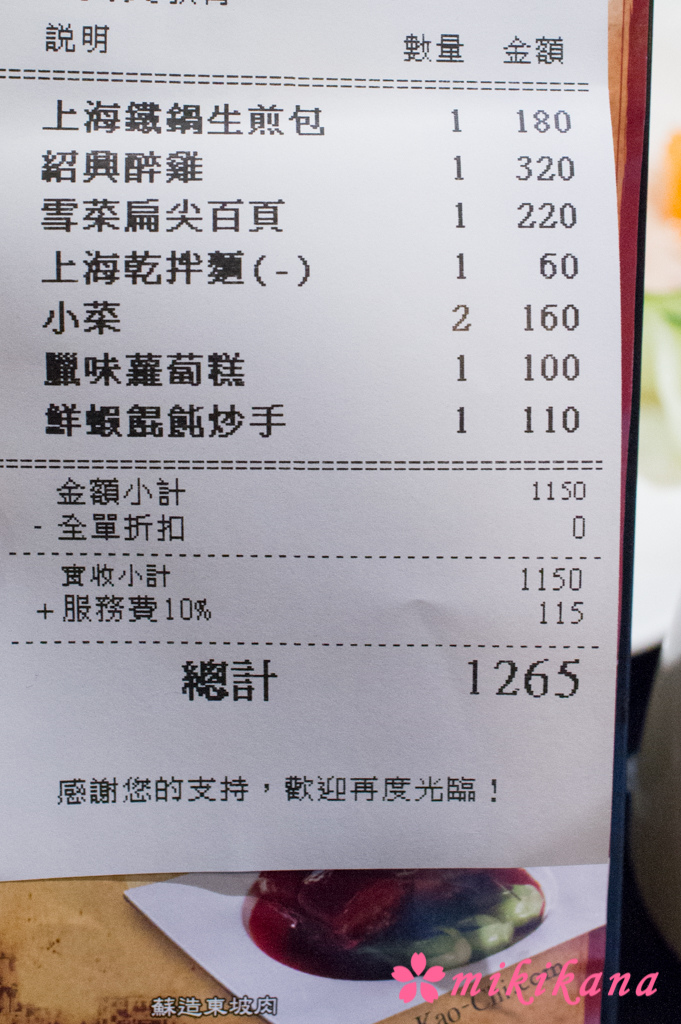 說明 數量 金額
上海鐵鍋生煎包 1 180
紹興醉雞 1 320
雪菜扁尖百頁 1 220
上海乾拌麵(-) 1 60
小菜 2 160
臘味蘿蔔糕 1 100
鮮蝦餛飩炒手 1 110
金額小計 1150
- 全單折扣 0
實收小計 1150
+服務費10% 115
總計 1265
感謝您的支持，歡迎再度光臨！
mikikana
蘇造東坡肉